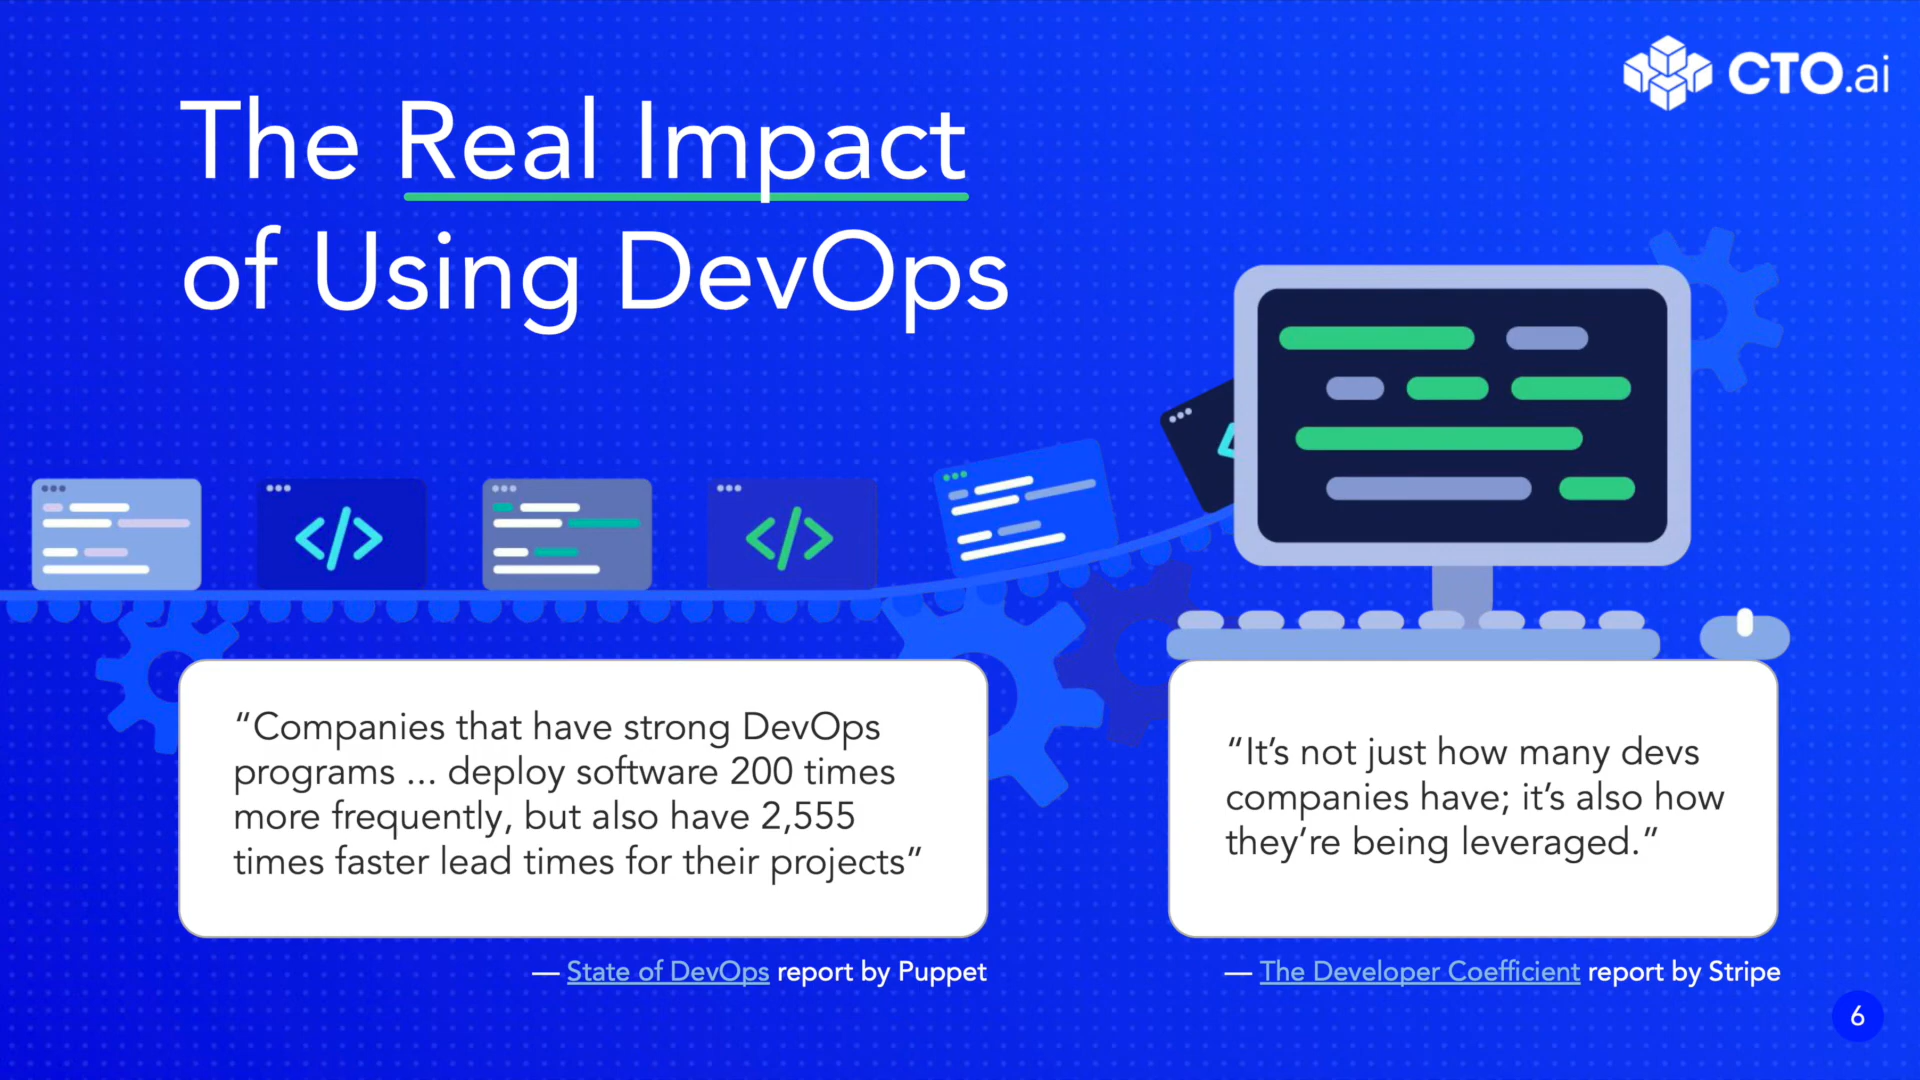 CTO.ai
The Real Impact
of Using DevOps
</>
</>
“Companies that have strong DevOps
programs ... deploy software 200 times
more frequently, but also have 2,555
times faster lead times for their projects”
— State of DevOps report by Puppet
“It’s not just how many devs
companies have; it’s also how
they’re being leveraged.”
— The Developer Coefficient report by Stripe
6